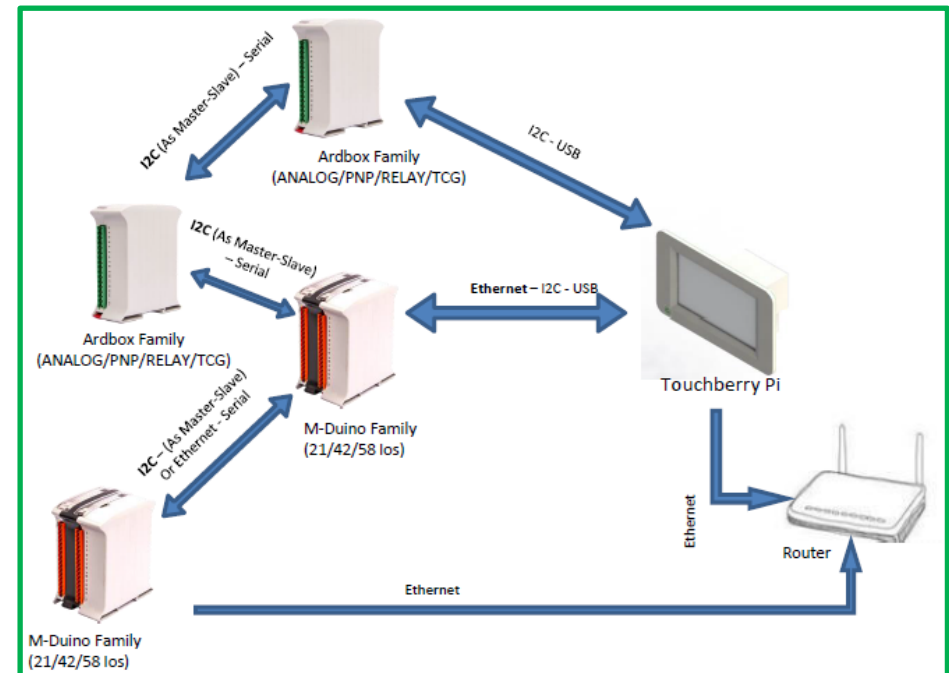 I2C (As Master-Slave) – Serial
Ardbox Family
(ANALOG/PNP/RELAY/TCG)
I2C - USB
I2C (As Master-Slave)
– Serial
Ardbox Family
(ANALOG/PNP/RELAY/TCG)
Ethernet – I2C - USB
Touchberry Pi
I2C – (As Master-Slave)
Or Ethernet - Serial
M-Duino Family
(21/42/58 Ios)
Ethernet
Router
Ethernet
M-Duino Family
(21/42/58 Ios)